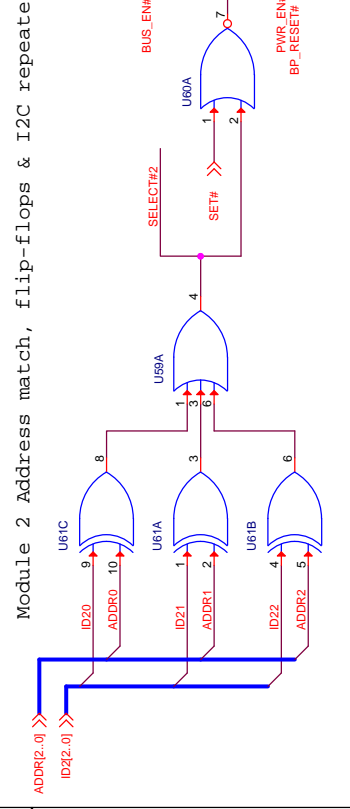 Module 2 Address match, flip-flops & I2C repeate
ADDR[2..0]
ID2[2..0]
U61C
ID20
9
ADDR0
10
8
U61A
ID21
1
ADDR1
2
3
U61B
ID22
4
ADDR2
5
6
U59A
1
3
6
4
SELECT#2
SET#
U60A
1
2
7
BUS_EN#
PWR_EN#
BP_RESET#